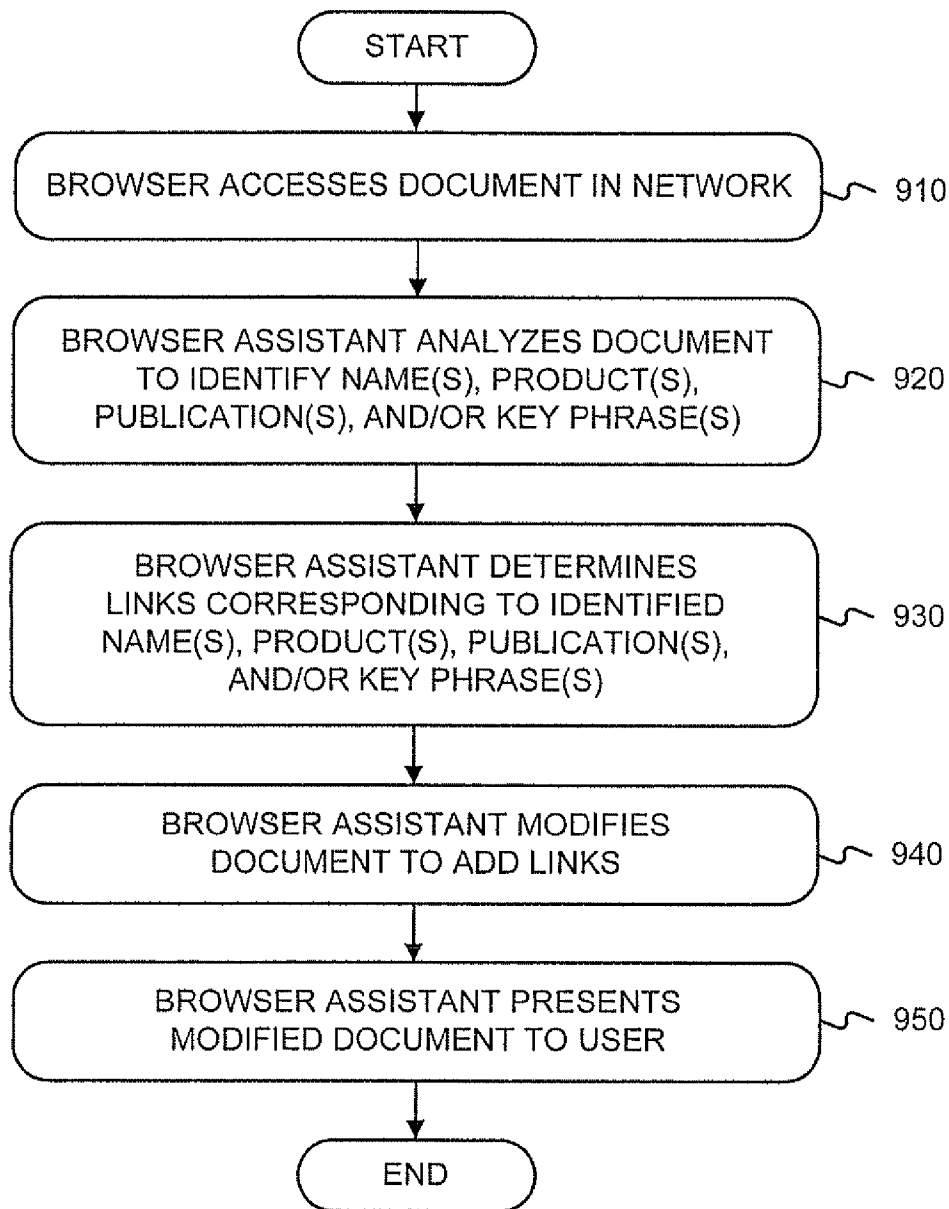 START
BROWSER ACCESSES DOCUMENT IN NETWORK
910
BROWSER ASSISTANT ANALYZES DOCUMENT
TO IDENTIFY NAME(S), PRODUCT(S),
PUBLICATION(S), AND/OR KEY PHRASE(S)
920
BROWSER ASSISTANT DETERMINES
LINKS CORRESPONDING TO IDENTIFIED
NAME(S), PRODUCT(S), PUBLICATION(S),
AND/OR KEY PHRASE(S)
930
BROWSER ASSISTANT MODIFIES
DOCUMENT TO ADD LINKS
940
BROWSER ASSISTANT PRESENTS
MODIFIED DOCUMENT TO USER
950
END